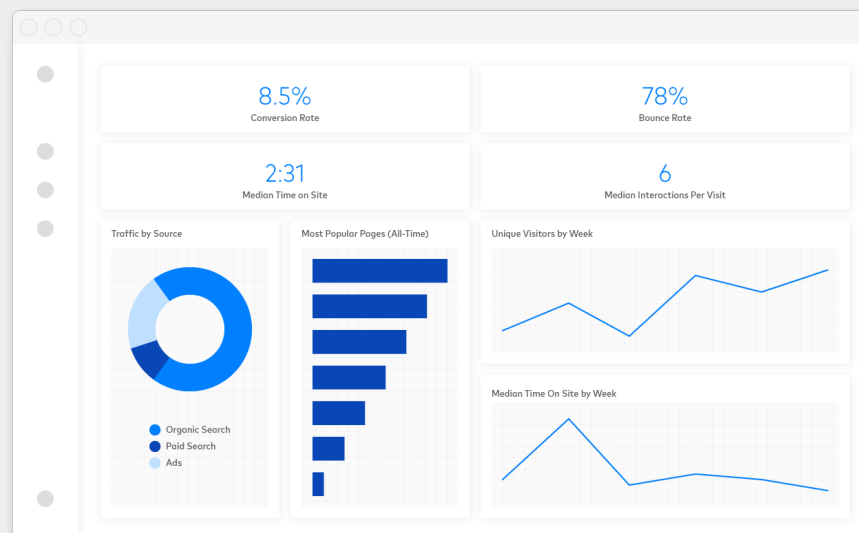 8.5%
Conversion Rate
78%
Bounce Rate
2:31
Median Time on Site
6
Median Interactions Per Visit
Traffic by Source
Organic Search
Paid Search
Ads
Most Popular Pages (All-Time)
Unique Visitors by Week
Median Time On Site by Week